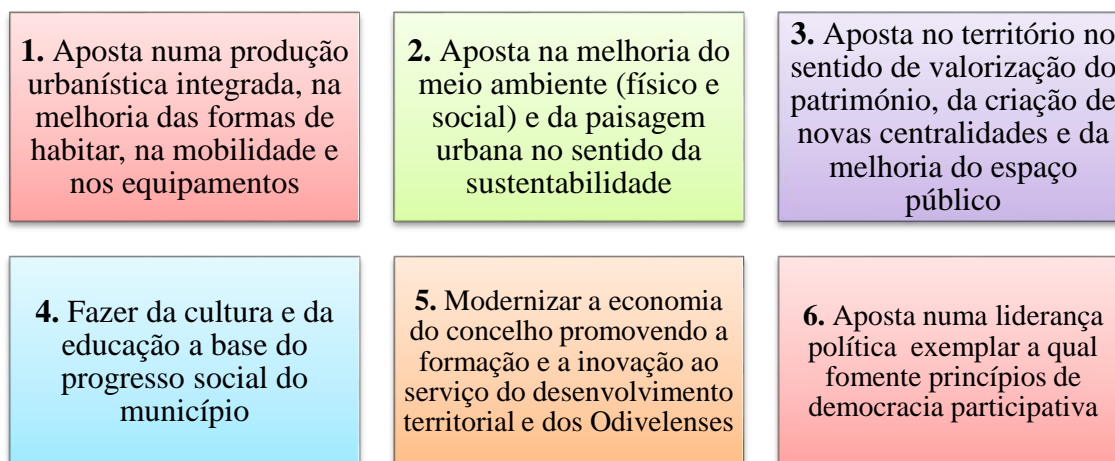 1. Aposta numa produção
urbanística integrada, na
melhoria das formas de
habitar, na mobilidade e
nos equipamentos
2. Aposta na melhoria do
meio ambiente (físico e
social) e da paisagem
urbana no sentido da
sustentabilidade
3. Aposta no território no
sentido de valorização do
património, da criação de
novas centralidades e da
melhoria do espaço
público
4. Fazer da cultura e da
educação a base do
progresso social do
município
5. Modernizar a economia
do concelho promovendo a
formação e a inovação ao
serviço do desenvolvimento
territorial e dos Odivelenses
6. Aposta numa liderança
política exemplar a qual
fomente princípios de
democracia participativa